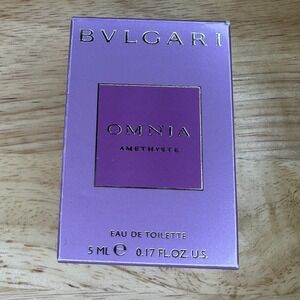 BVLGARI
OMNIA
AMETHYSTE
EAU DE TOILETTE
5 ML ℮ 0.17 FL.OZ. U.S.